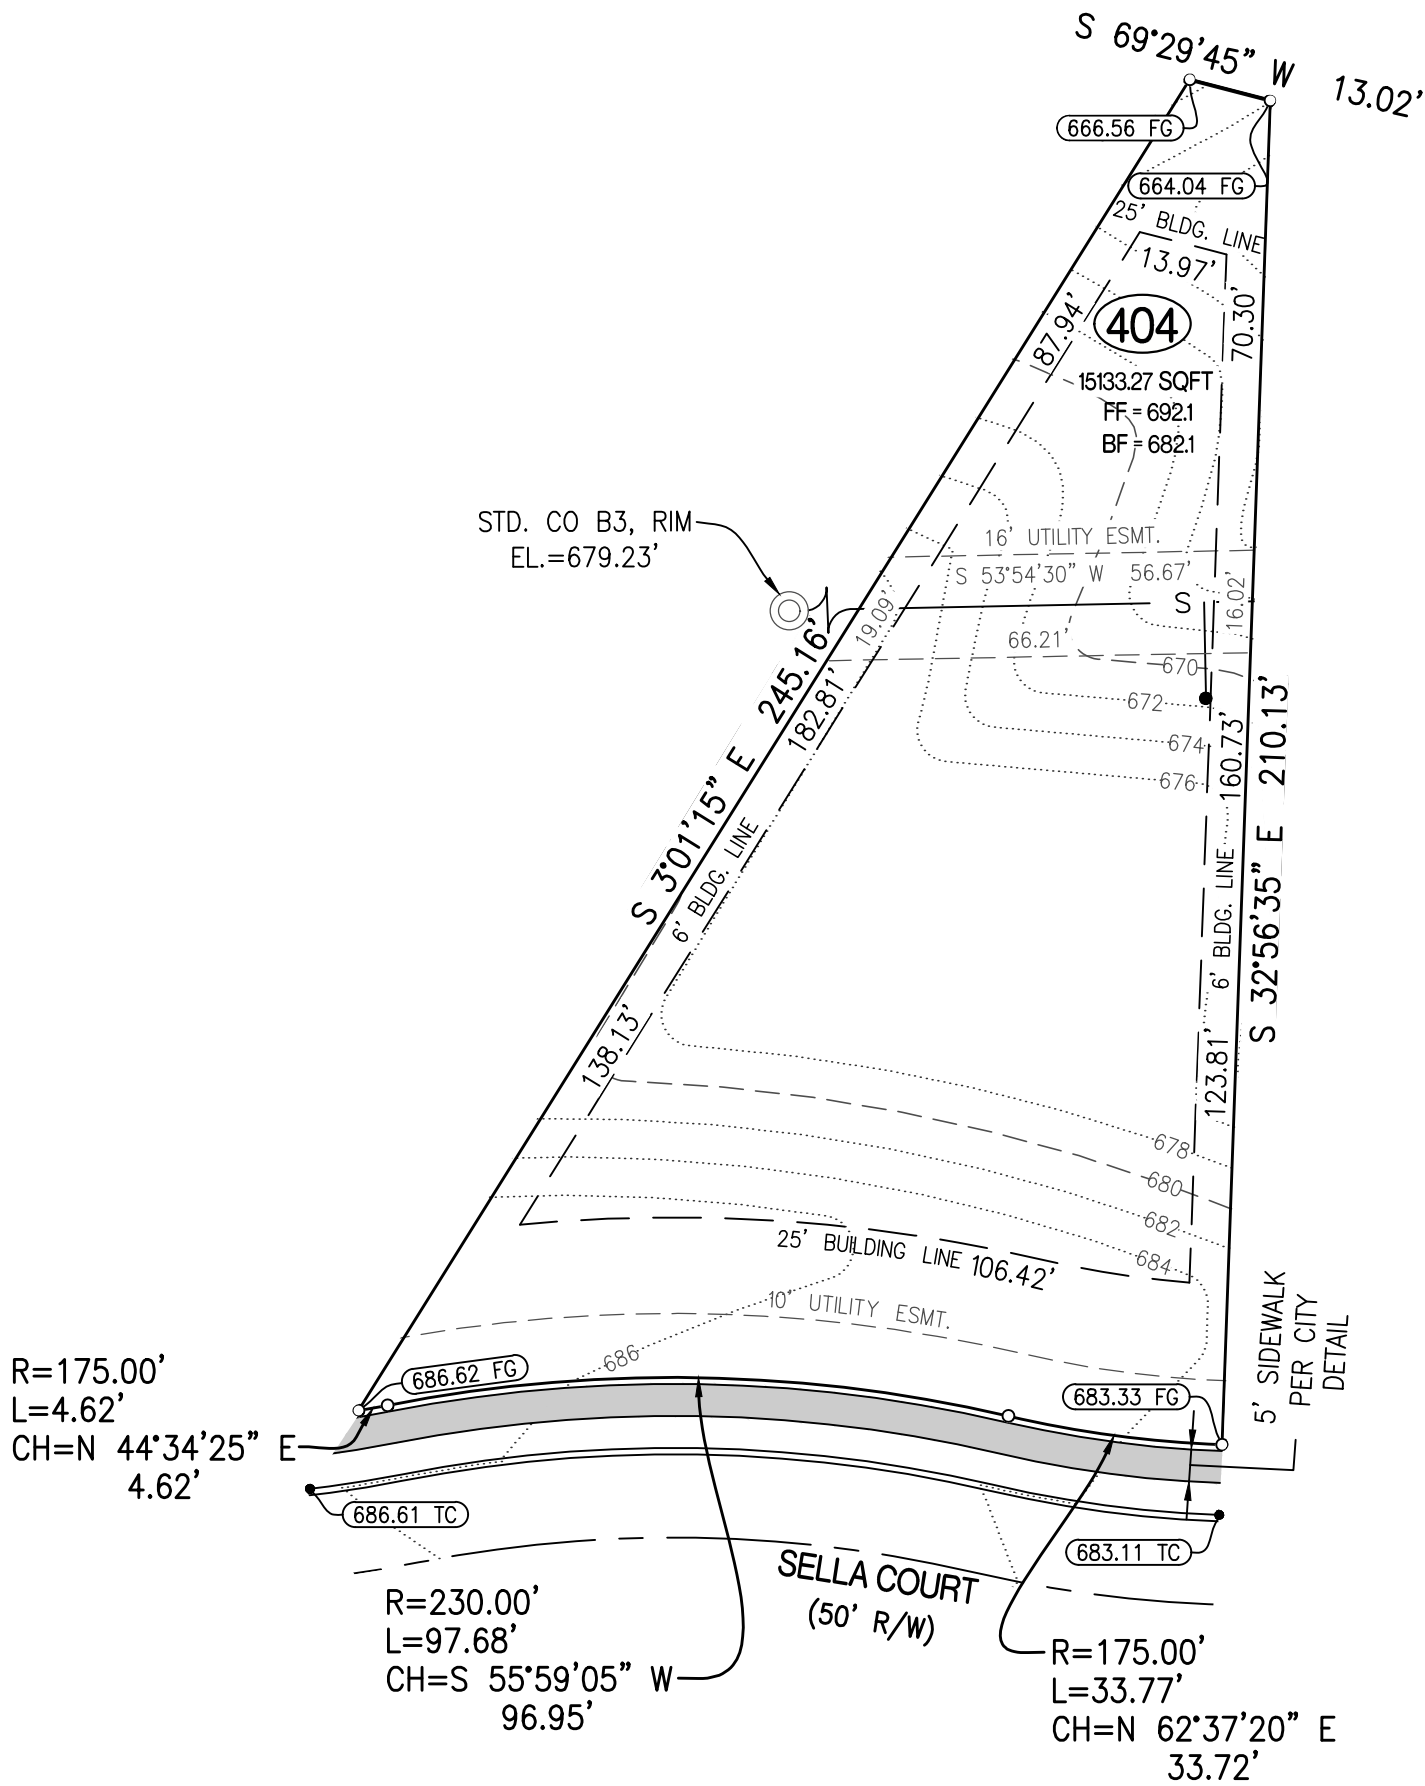 S 69°29'45" W 13.02'
666.56 FG
664.04 FG
25' BLDG. LINE
13.97'
87.94'
70.30'
404
15133.27 SQFT
FF = 692.1
BF = 682.1
STD. CO B3, RIM
EL.=679.23'
16' UTILITY ESMT.
S 53°54'30" W 56.67'
S
19.09'
16.02'
66.21'
670
672
674
676
S 3°01'15" E 245.16'
182.81'
160.73'
S 32°56'35" E 210.13'
6' BLDG. LINE
6' BLDG. LINE
138.13'
123.81'
678
680
682
684
25' BUILDING LINE 106.42'
10' UTILITY ESMT.
686
5' SIDEWALK
PER CITY
DETAIL
R=175.00'
L=4.62'
CH=N 44°34'25" E
4.62'
686.62 FG
683.33 FG
686.61 TC
683.11 TC
SELLA COURT
(50' R/W)
R=230.00'
L=97.68'
CH=S 55°59'05" W
96.95'
R=175.00'
L=33.77'
CH=N 62°37'20" E
33.72'